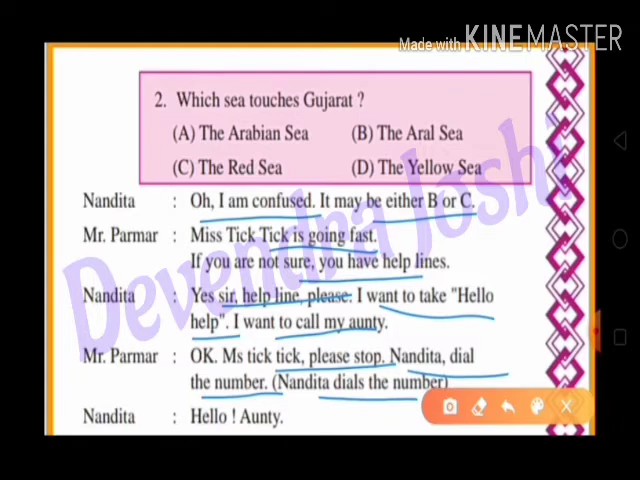 Made with KINEMASTER
2. Which sea touches Gujarat ?
(A) The Arabian Sea (B) The Aral Sea
(C) The Red Sea (D) The Yellow Sea
Nandita : Oh, I am confused. It may be either B or C.
Mr. Parmar : Miss Tick Tick is going fast.
If you are not sure, you have help lines.
Nandita : Yes sir, help line, please. I want to take "Hello
help". I want to call my aunty.
Mr. Parmar : OK. Ms tick tick, please stop. Nandita, dial
the number. (Nandita dials the number)
Nandita : Hello ! Aunty.
Devendra Joshi